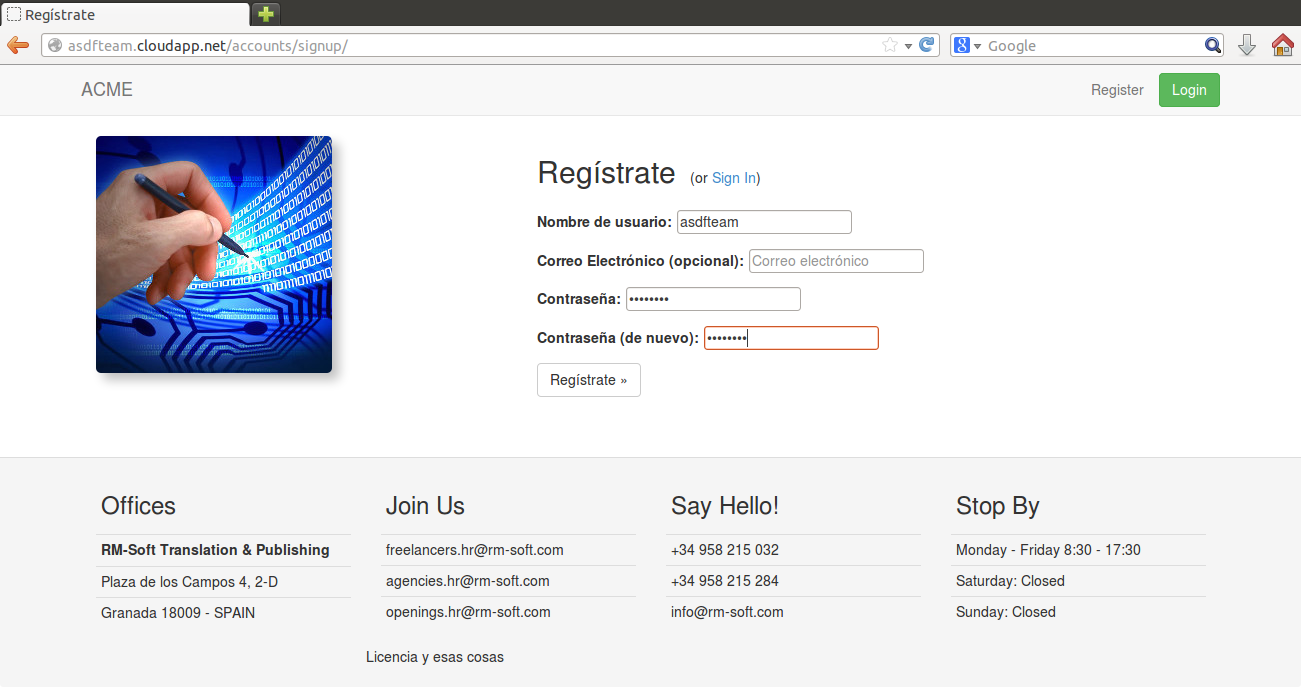 Regístrate
asdfteam.cloudapp.net/accounts/signup/
8 Google
ACME
Register Login
Regístrate (or Sign In)
Nombre de usuario: asdfteam
Correo Electrónico (opcional): Correo electrónico
Contraseña: ••••••••
Contraseña (de nuevo): ••••••••
Regístrate »
Offices
RM-Soft Translation & Publishing
Plaza de los Campos 4, 2-D
Granada 18009 - SPAIN
Join Us
freelancers.hr@rm-soft.com
agencies.hr@rm-soft.com
openings.hr@rm-soft.com
Say Hello!
+34 958 215 032
+34 958 215 284
info@rm-soft.com
Stop By
Monday - Friday 8:30 - 17:30
Saturday: Closed
Sunday: Closed
Licencia y esas cosas